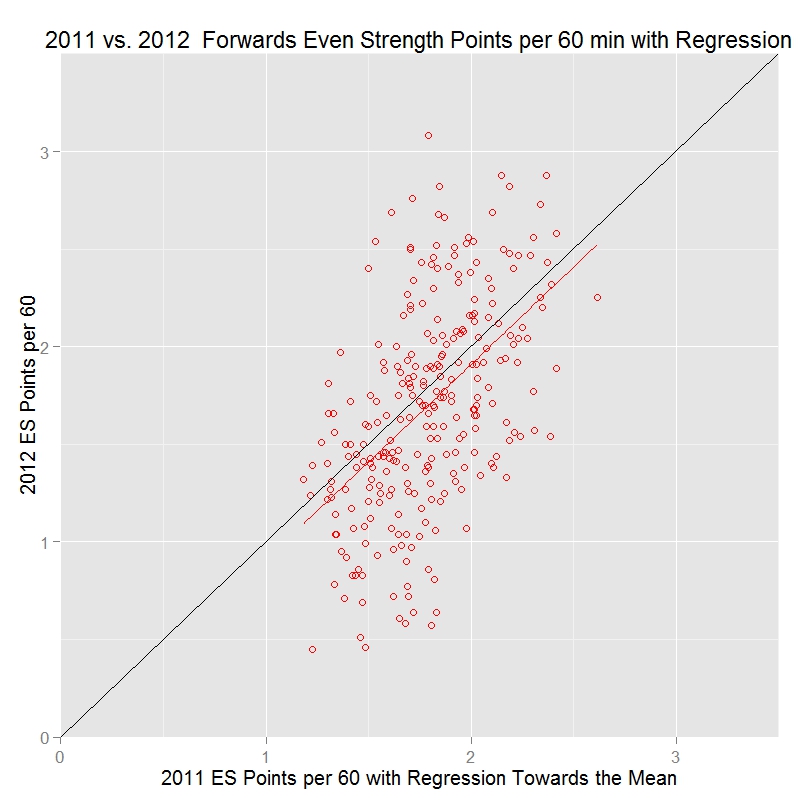 2011 vs. 2012  Forwards Even Strength Points per 60 min with Regression
2012 ES Points per 60
3
2
1
0
0
1
2
3
2011 ES Points per 60 with Regression Towards the Mean